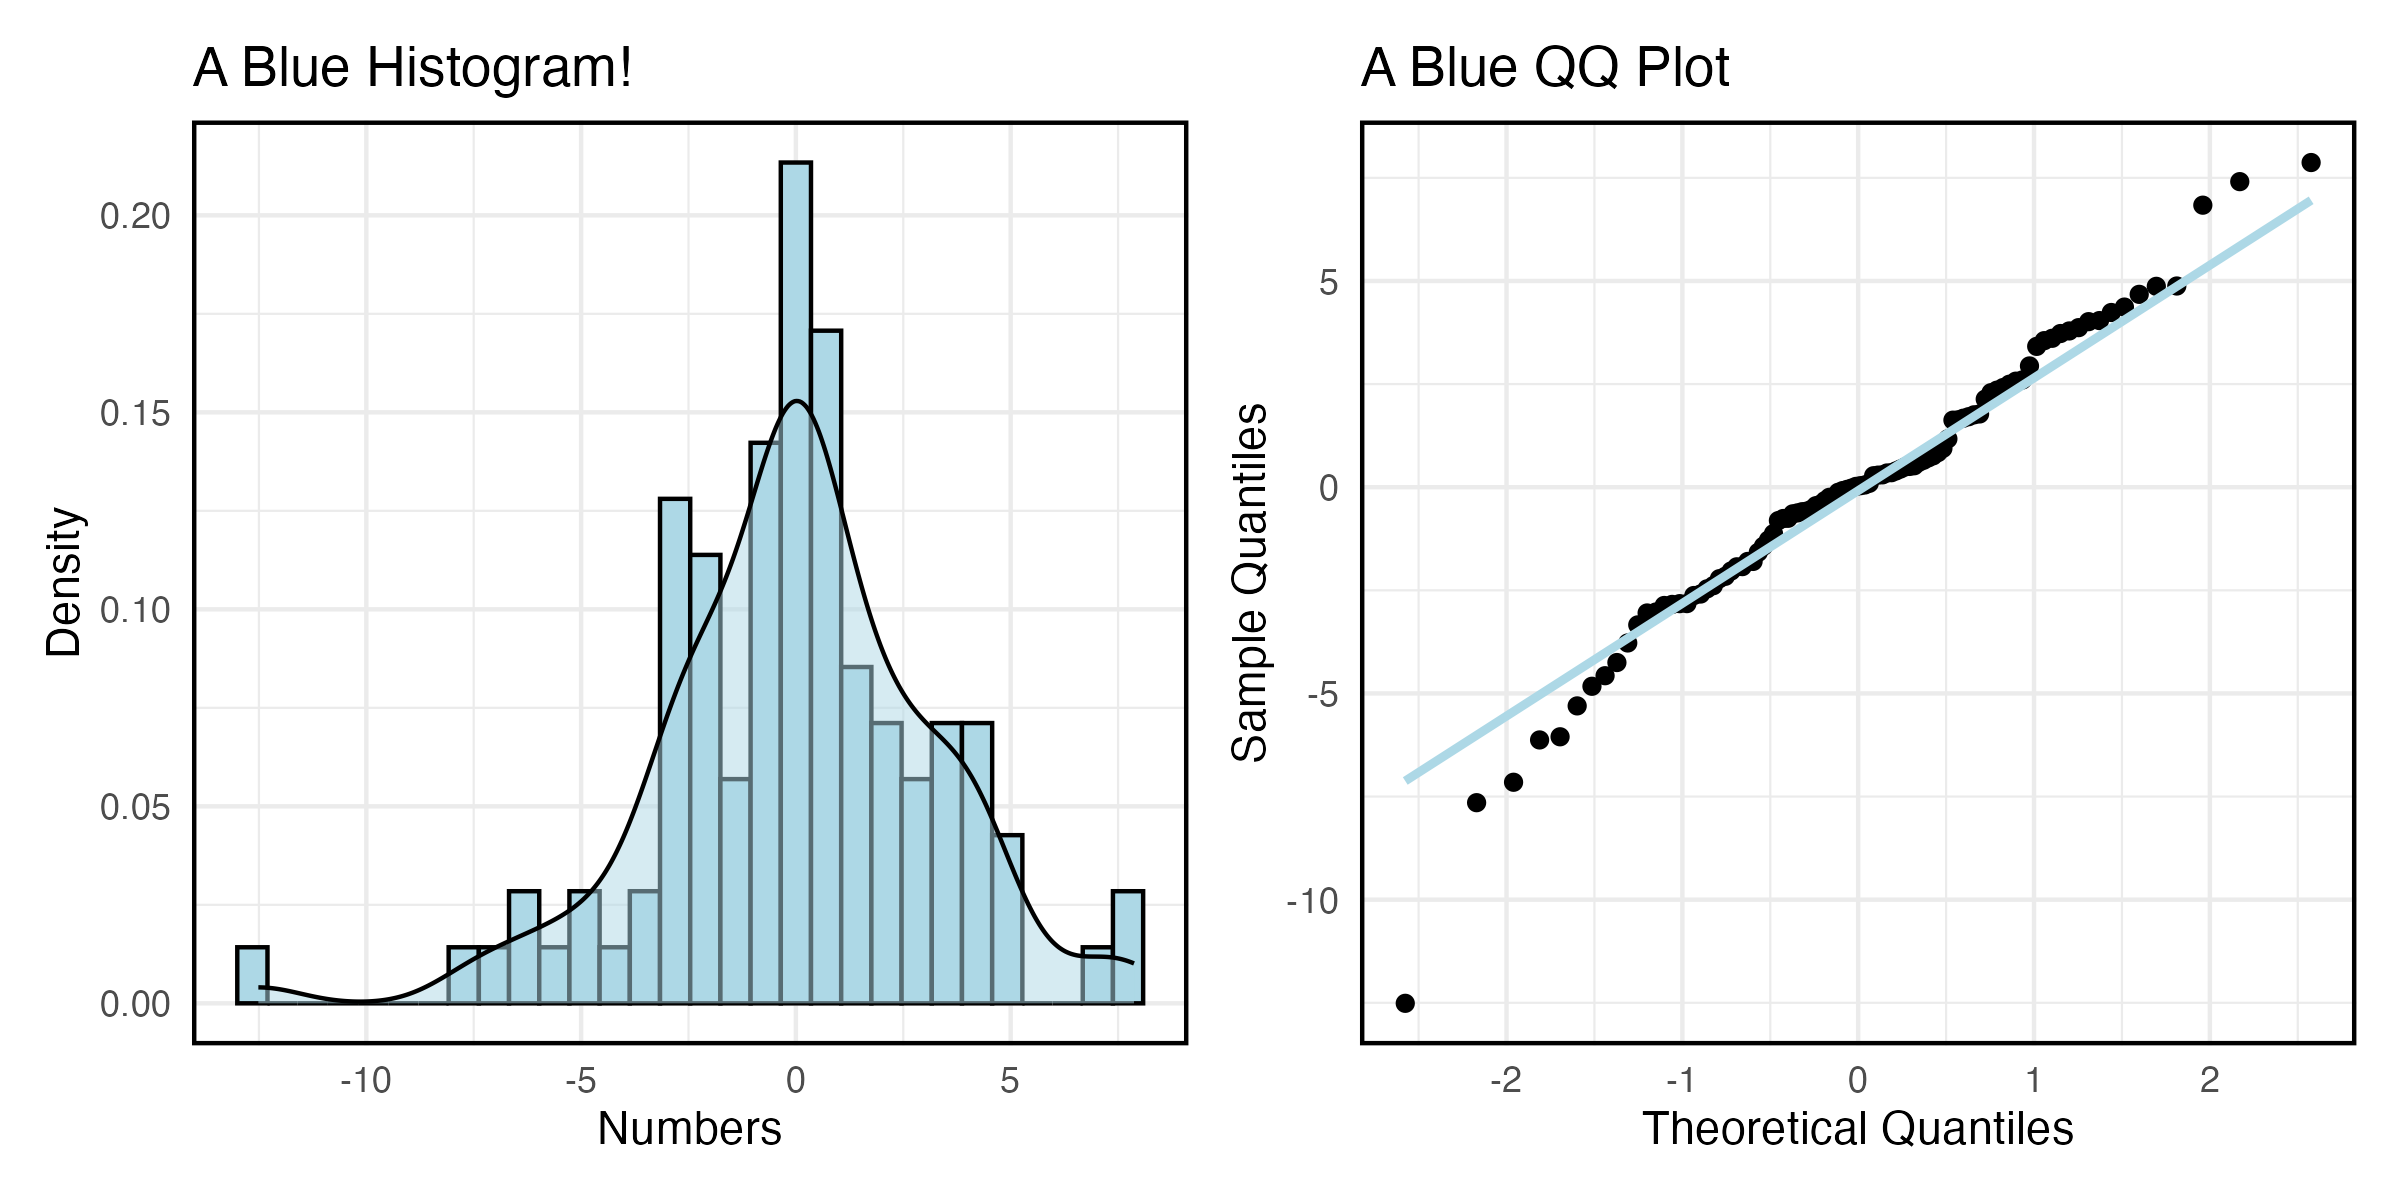 A Blue Histogram!
Density
0.20
0.15
0.10
0.05
0.00
-10 -5 0 5
Numbers
A Blue QQ Plot
Sample Quantiles
5
0
-5
-10
-2 -1 0 1 2
Theoretical Quantiles